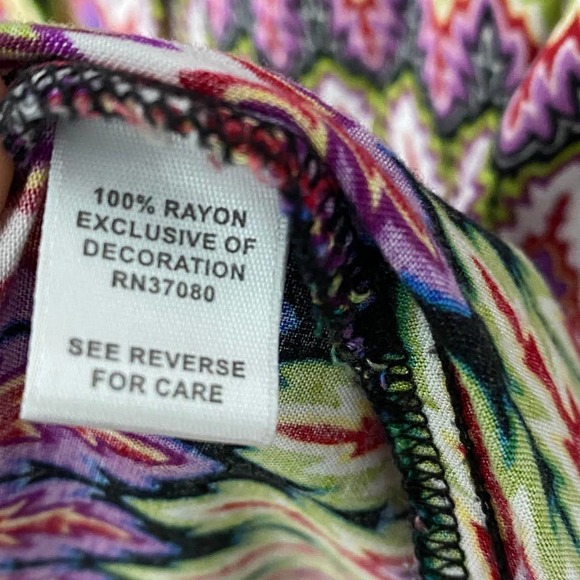 100% RAYON
EXCLUSIVE OF
DECORATION
RN37080
SEE REVERSE
FOR CARE